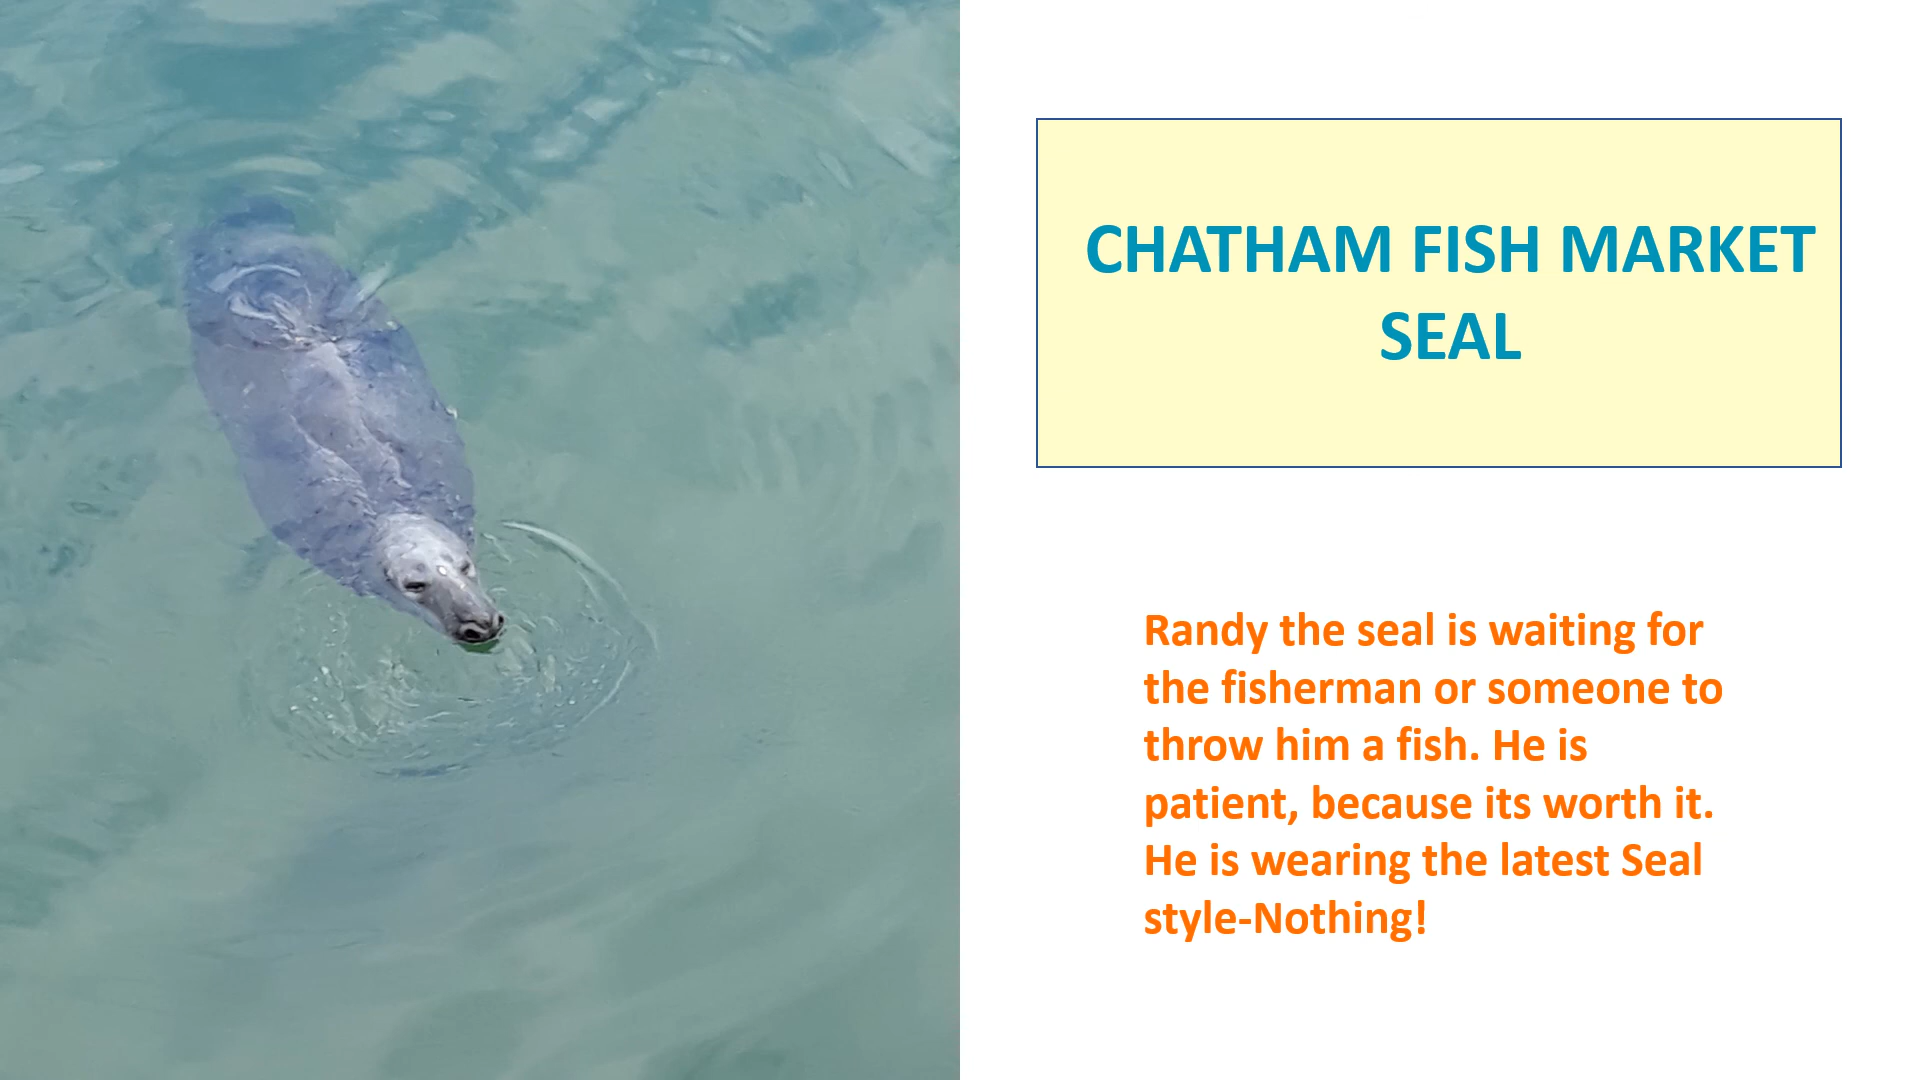 CHATHAM FISH MARKET
SEAL
Randy the seal is waiting for
the fisherman or someone to
throw him a fish. He is
patient, because its worth it.
He is wearing the latest Seal
style-Nothing!